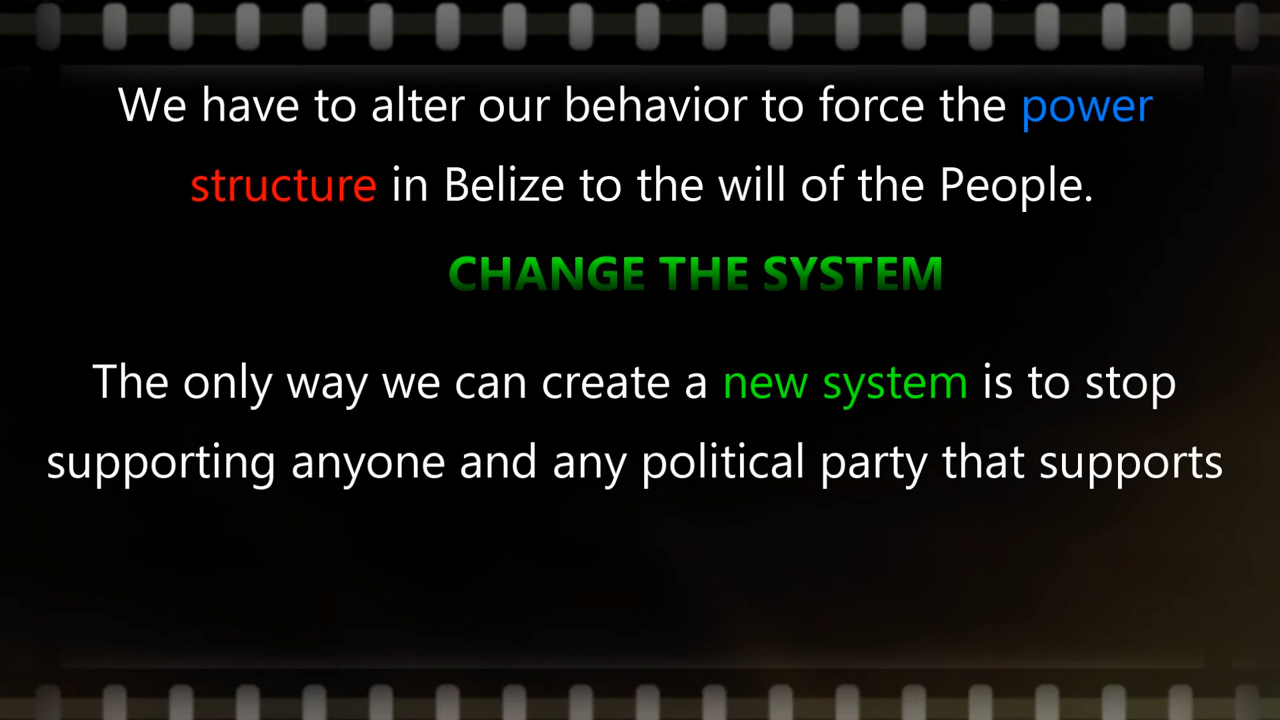 We have to alter our behavior to force the power
structure in Belize to the will of the People.
CHANGE THE SYSTEM
The only way we can create a new system is to stop
supporting anyone and any political party that supports